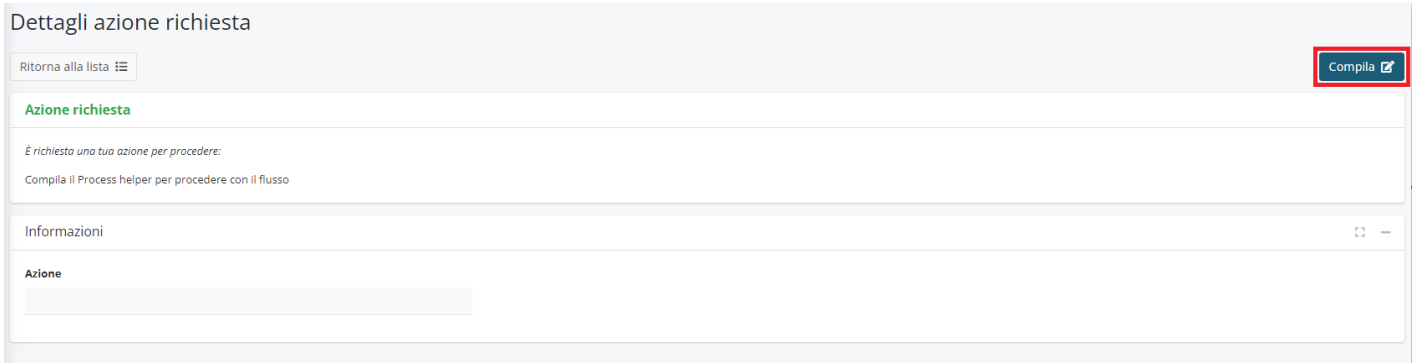 Dettagli azione richiesta
Ritorna alla lista
Compila
Azione richiesta
È richiesta una tua azione per procedere:
Compila il Process helper per procedere con il flusso
Informazioni
Azione